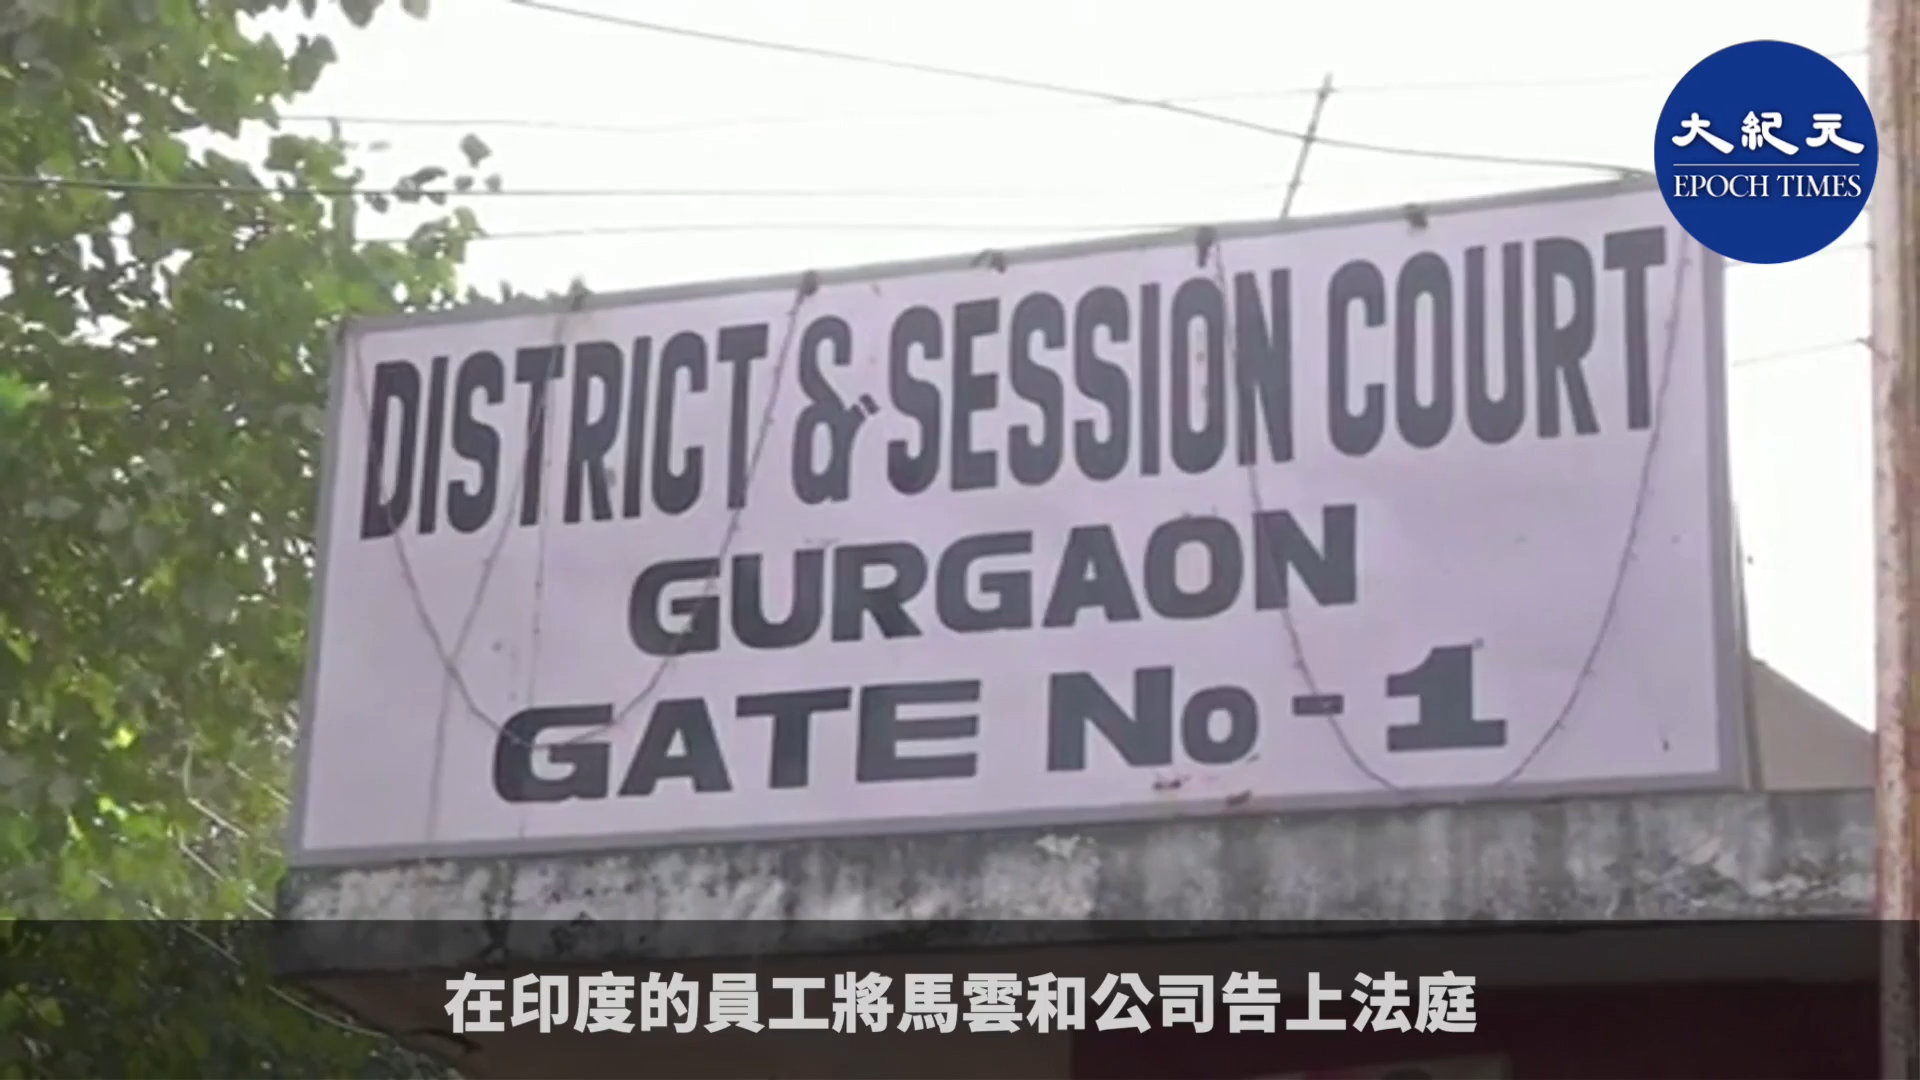 大紀元
EPOCH TIMES
DISTRICT & SESSION COURT
GURGAON
GATE No - 1
在印度的員工將馬雲和公司告上法庭